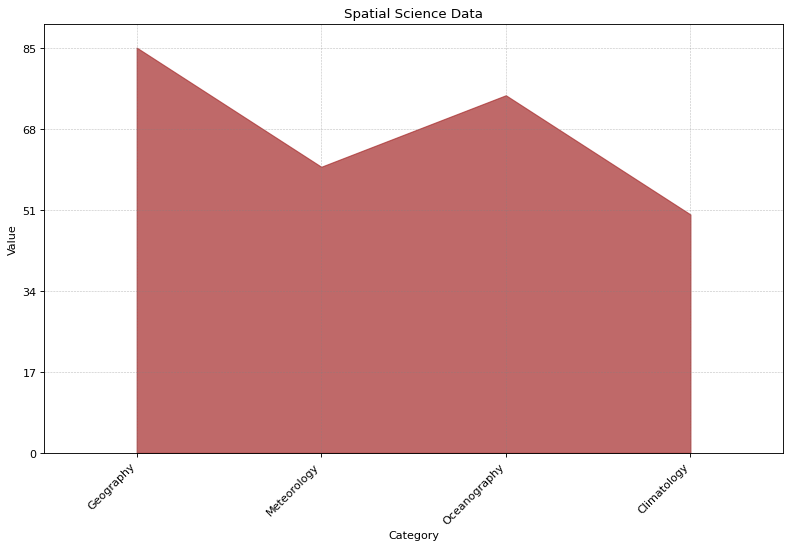 Spatial Science Data
85
68
51
34
17
0
Value
Geography
Meteorology
Oceanography
Climatology
Category